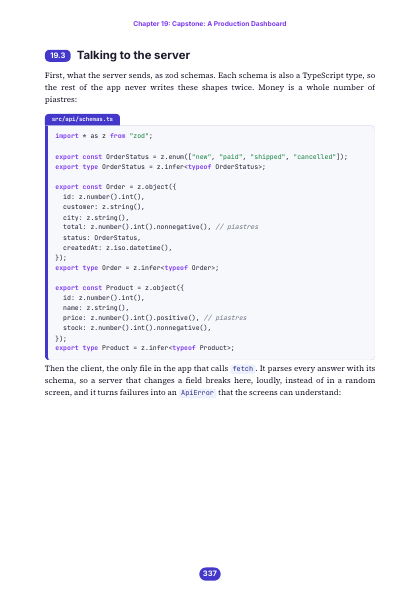 Chapter 19: Capstone: A Production Dashboard
19.3 Talking to the server
First, what the server sends, as zod schemas. Each schema is also a TypeScript type, so
the rest of the app never writes these shapes twice. Money is a whole number of
piastres:
src/api/schemas.ts
import * as z from "zod";
export const OrderStatus = z.enum(["new", "paid", "shipped", "cancelled"]);
export type OrderStatus = z.infer<typeof OrderStatus>;
export const Order = z.object({
  id: z.number().int(),
  customer: z.string(),
  city: z.string(),
  total: z.number().int().nonnegative(), // piastres
  status: OrderStatus,
  createdAt: z.iso.datetime(),
});
export type Order = z.infer<typeof Order>;
export const Product = z.object({
  id: z.number().int(),
  name: z.string(),
  price: z.number().int().positive(), // piastres
  stock: z.number().int().nonnegative(),
});
export type Product = z.infer<typeof Product>;
Then the client, the only file in the app that calls fetch. It parses every answer with its
schema, so a server that changes a field breaks here, loudly, instead of in a random
screen, and it turns failures into an ApiError that the screens can understand:
337